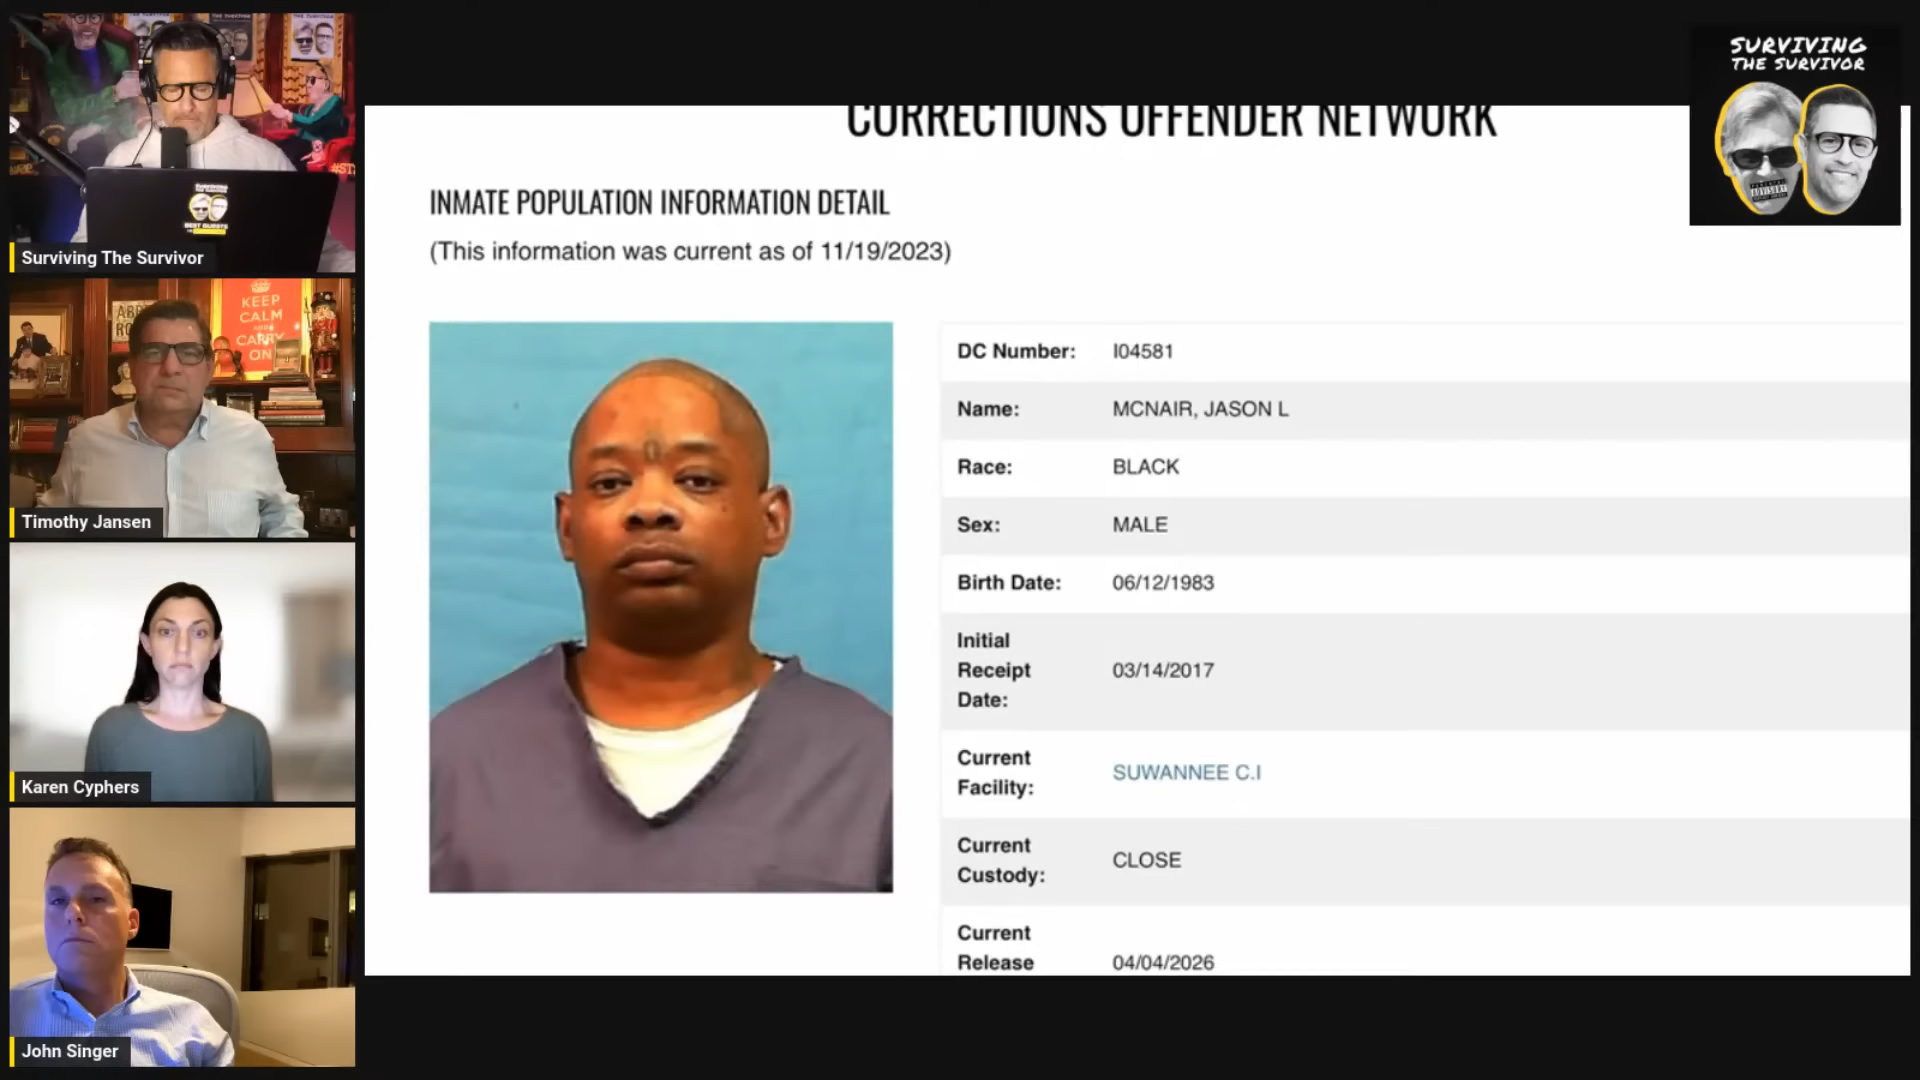 SURVIVING
THE SURVIVOR
CORRECTIONS OFFENDER NETWORK
INMATE POPULATION INFORMATION DETAIL
(This information was current as of 11/19/2023)
DC Number: I04581
Name: MCNAIR, JASON L
Race: BLACK
Sex: MALE
Birth Date: 06/12/1983
Initial
Receipt
Date: 03/14/2017
Current
Facility: SUWANNEE C.I
Current
Custody: CLOSE
Current
Release 04/04/2026
Surviving The Survivor
KEEP
CALM
AND
CARRY
ON
Timothy Jansen
Karen Cyphers
John Singer